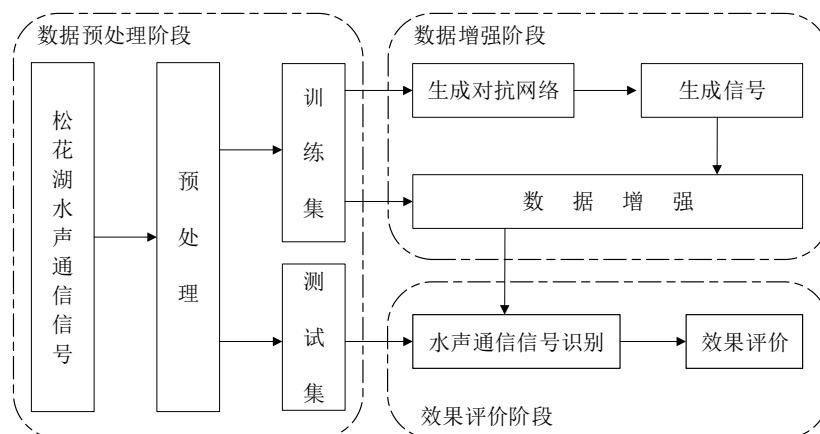 数据预处理阶段
松花湖水声通信信号
预处理
训练集
测试集
数据增强阶段
生成对抗网络
生成信号
数据增强
水声通信信号识别
效果评价
效果评价阶段